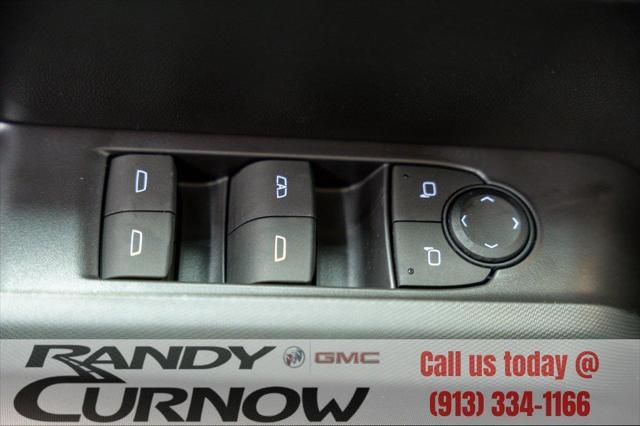 RANDY GMC
CURNOW
Call us today @
(913) 334-1166